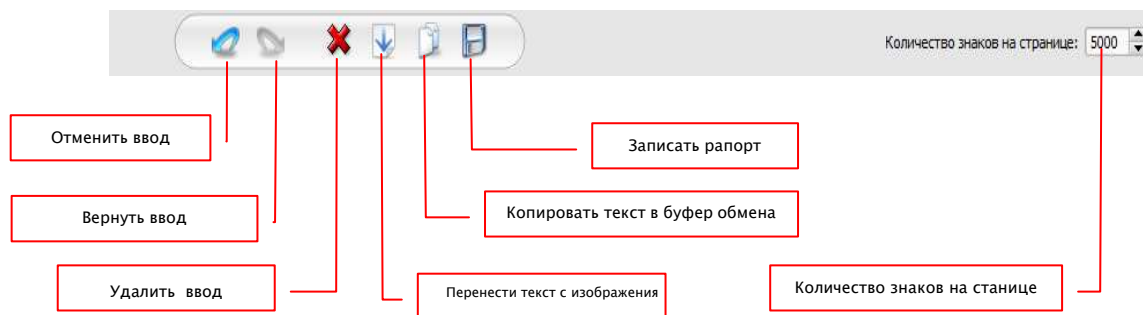 Количество знаков на странице: 5000
Отменить ввод
Записать рапорт
Вернуть ввод
Копировать текст в буфер обмена
Удалить ввод
Перенести текст с изображения
Количество знаков на станице